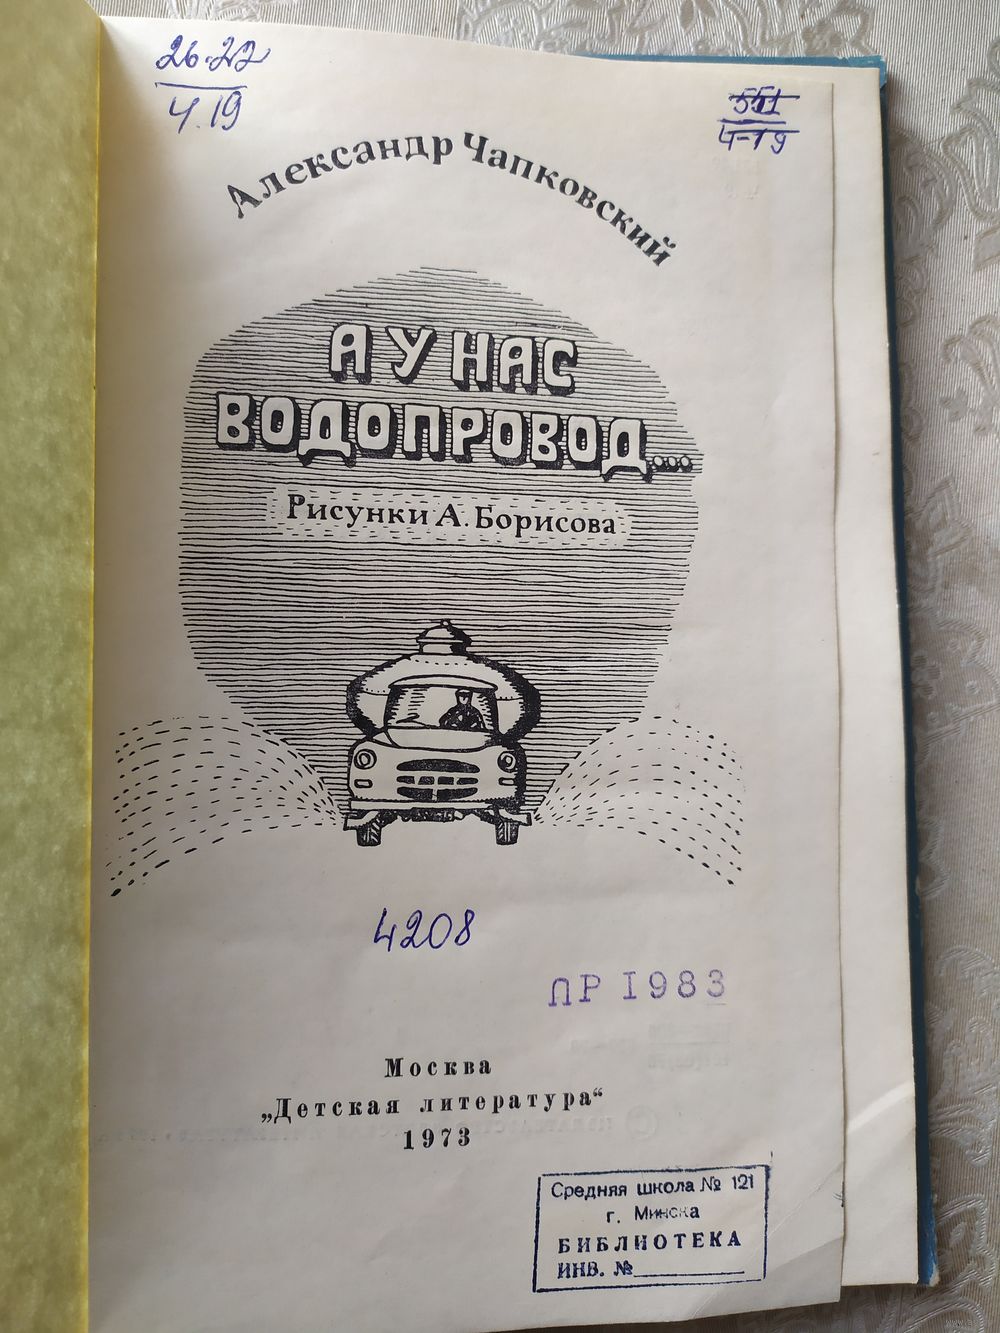 26.22
Ч.19
551
Ч-19
Александр Чапковский
А У НАС
ВОДОПРОВОД...
Рисунки А. Борисова
4208
ПР 1983
Москва
„Детская литература“
1973
Средняя школа № 121
г. Минска
БИБЛИОТЕКА
ИНВ. №